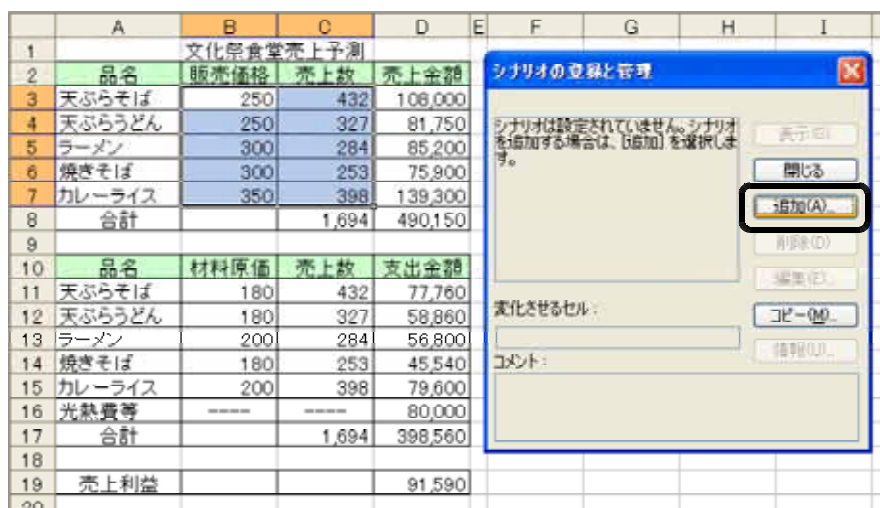 A B C D E F G H I
1 文化祭食堂売上予測
2 品名 販売価格 売上数 売上金額
3 天ぷらそば 250 432 108,000
4 天ぷらうどん 250 327 81,750
5 ラーメン 300 284 85,200
6 焼きそば 300 253 75,900
7 カレーライス 350 398 139,300
8 合計 1,694 490,150
9
10 品名 材料原価 売上数 支出金額
11 天ぷらそば 180 432 77,760
12 天ぷらうどん 180 327 58,860
13 ラーメン 200 284 56,800
14 焼きそば 180 253 45,540
15 カレーライス 200 398 79,600
16 光熱費等 ---- ---- 80,000
17 合計 1,694 398,560
18
19 売上利益 91,590
20
シナリオの登録と管理
シナリオは設定されていません。シナリオ
を追加する場合は、[追加] を選択しま
す。
表示(S)
閉じる
追加(A)...
削除(D)
編集(E)...
コピー(M)...
情報(U)...
変化させるセル：
コメント：